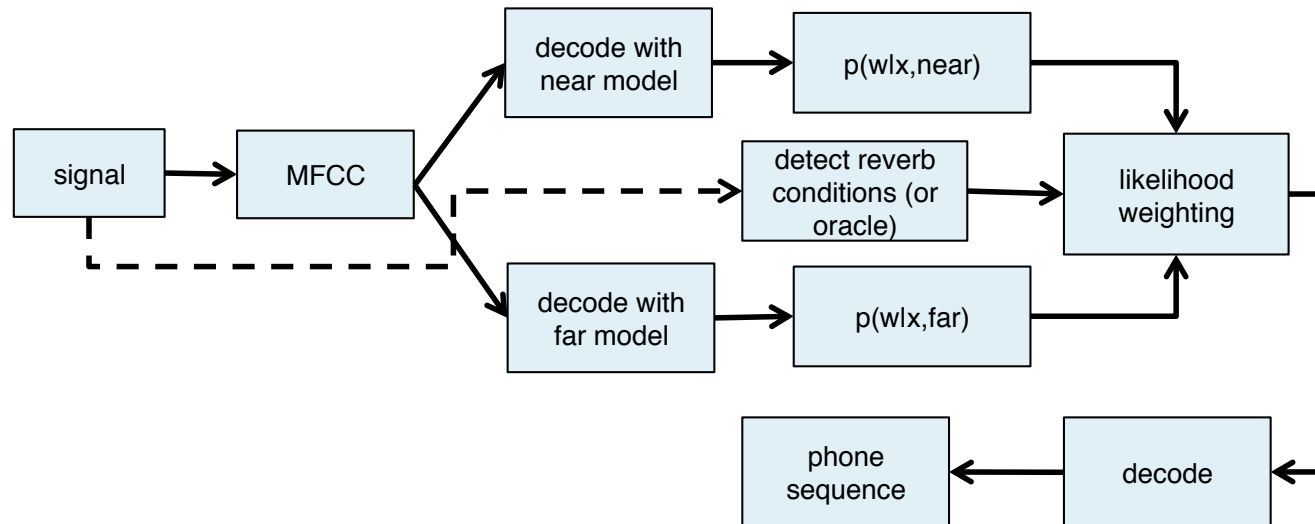 decode with
near model
p(w|x,near)
signal
MFCC
detect reverb
conditions (or
oracle)
likelihood
weighting
decode with
far model
p(w|x,far)
phone
sequence
decode